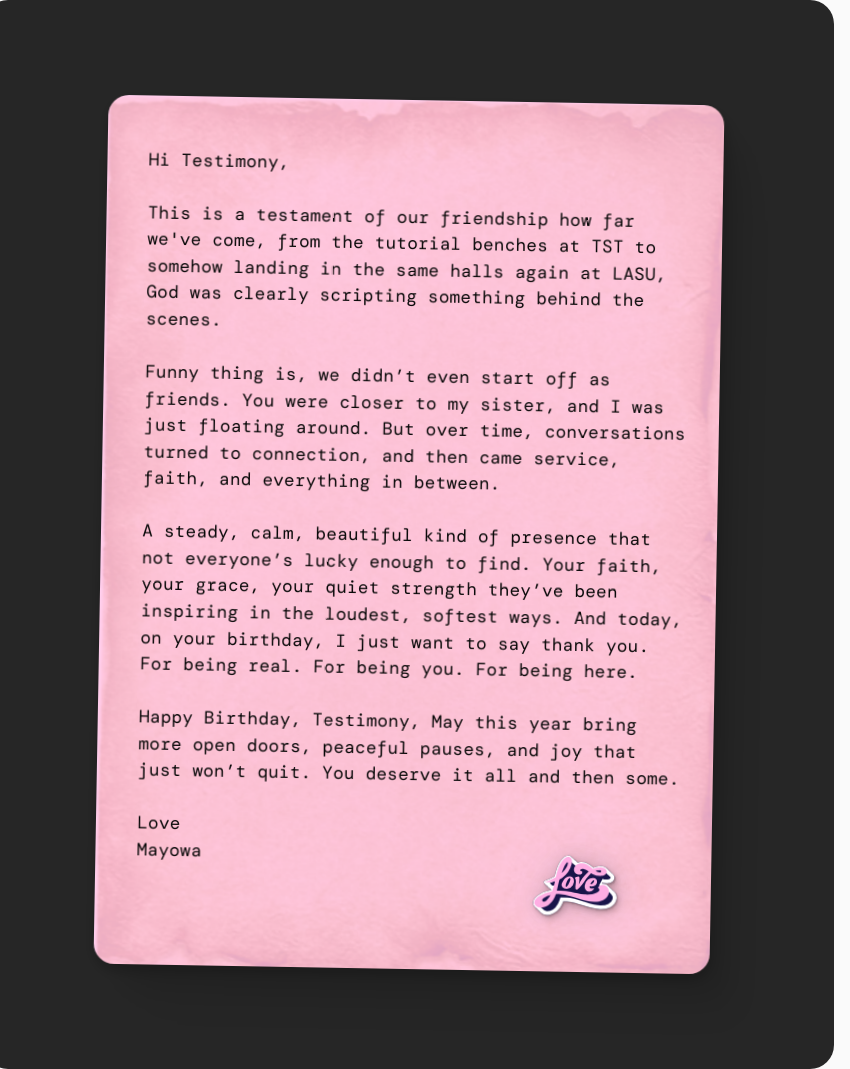 Hi Testimony,
This is a testament of our friendship how far
we've come, from the tutorial benches at TST to
somehow landing in the same halls again at LASU,
God was clearly scripting something behind the
scenes.
Funny thing is, we didn’t even start off as
friends. You were closer to my sister, and I was
just floating around. But over time, conversations
turned to connection, and then came service,
faith, and everything in between.
A steady, calm, beautiful kind of presence that
not everyone’s lucky enough to find. Your faith,
your grace, your quiet strength they’ve been
inspiring in the loudest, softest ways. And today,
on your birthday, I just want to say thank you.
For being real. For being you. For being here.
Happy Birthday, Testimony, May this year bring
more open doors, peaceful pauses, and joy that
just won’t quit. You deserve it all and then some.
Love
Mayowa
Love